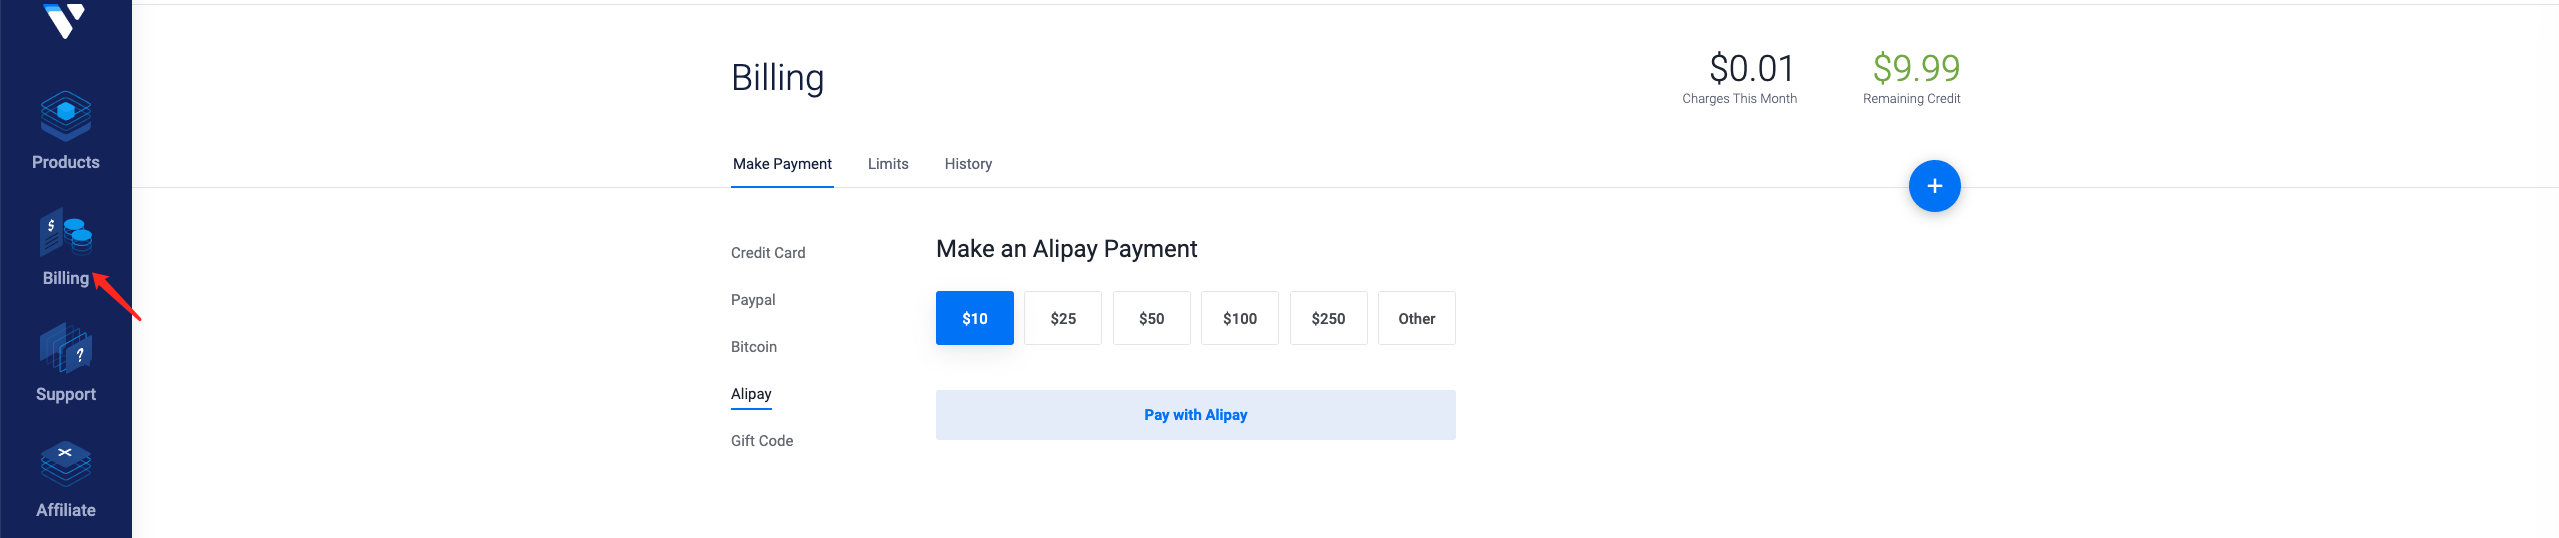 Products
Billing
Support
Affiliate
Billing
$0.01
Charges This Month
$9.99
Remaining Credit
Make Payment Limits History
+
Credit Card
Paypal
Bitcoin
Alipay
Gift Code
Make an Alipay Payment
$10 $25 $50 $100 $250 Other
Pay with Alipay